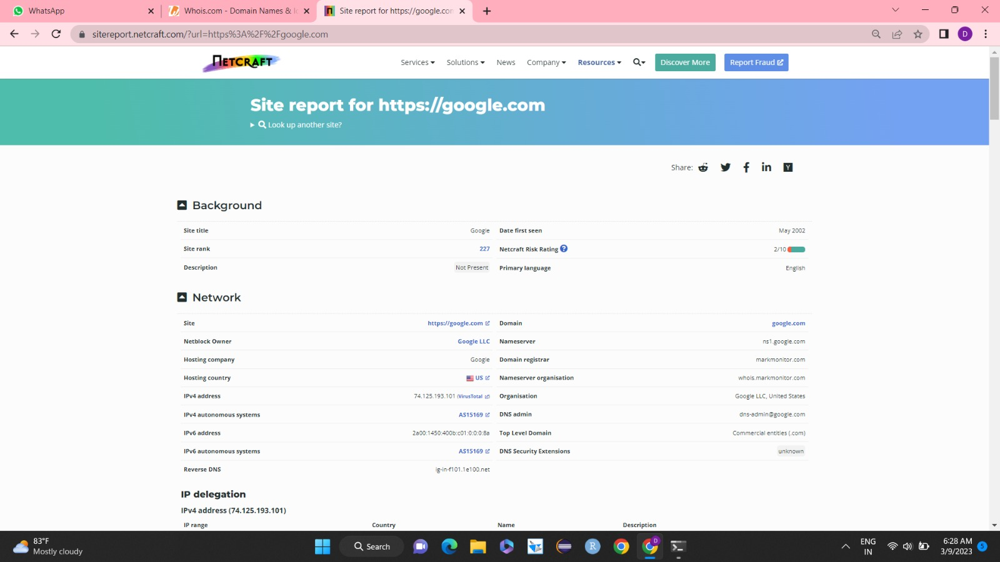 WhatsApp
Whois.com - Domain Names & I
Site report for https://google.com
sitereport.netcraft.com/?url=https%3A%2F%2Fgoogle.com
D
NETCRAFT
Services Solutions News Company Resources Discover More Report Fraud
Site report for https://google.com
Look up another site?
Share:
Background
Site title Google Date first seen May 2002
Site rank 227 Netcraft Risk Rating 2/10
Description Not Present Primary language English
Network
Site https://google.com Domain google.com
Netblock Owner Google LLC Nameserver ns1.google.com
Hosting company Google Domain registrar markmonitor.com
Hosting country US Nameserver organisation whois.markmonitor.com
IPv4 address 74.125.193.101 (VirusTotal) Organisation Google LLC, United States
IPv4 autonomous systems AS15169 DNS admin dns-admin@google.com
IPv6 address 2a00:1450:400b:c01:0:0:0:8a Top Level Domain Commercial entities (.com)
IPv6 autonomous systems AS15169 DNS Security Extensions unknown
Reverse DNS ig-in-f101.1e100.net
IP delegation
IPv4 address (74.125.193.101)
IP range Country Name Description
83°F
Mostly cloudy
Search
R
D
ENG
IN
6:28 AM
3/9/2023
5